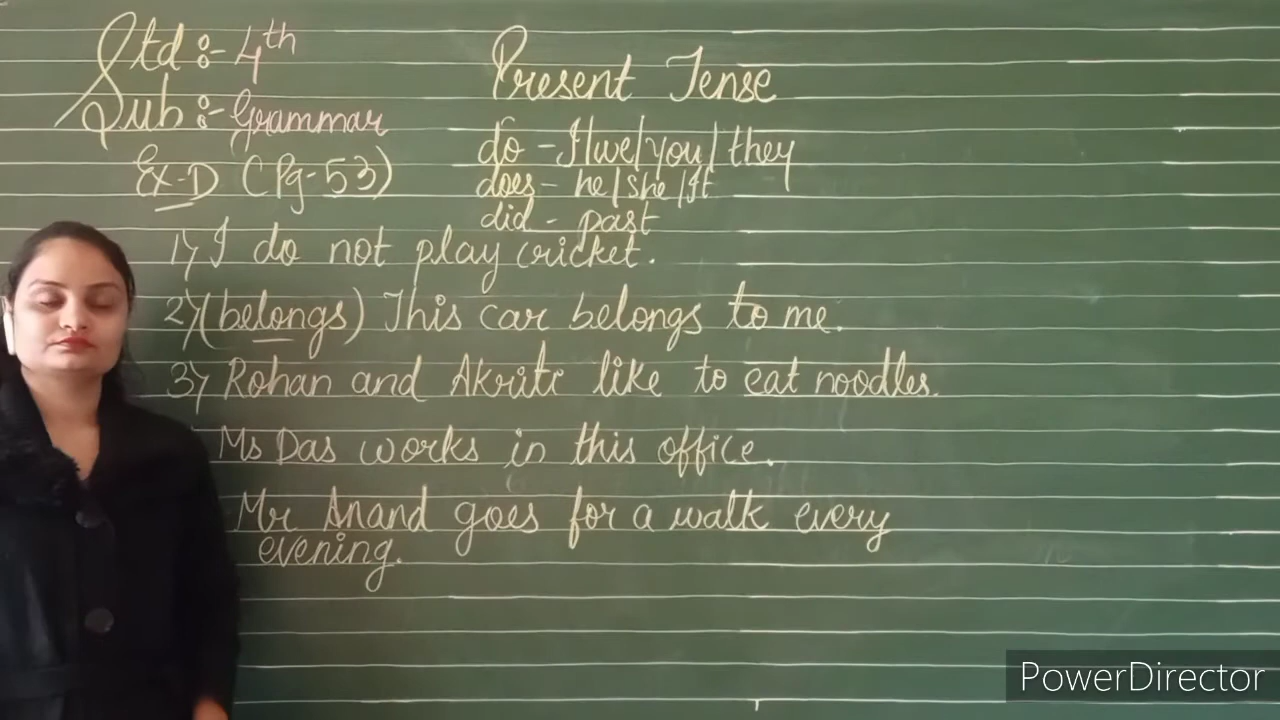 Std :- 4th
Sub :- Grammar
Ex-D (Pg-53)
Present Tense
do - I/we/you/they
does - he/she/It
did - past
1) I do not play cricket.
2) (belongs) This car belongs to me.
3) Rohan and Akriti like to eat noodles.
Ms Das works in this office.
Mr Anand goes for a walk every
evening.
PowerDirector